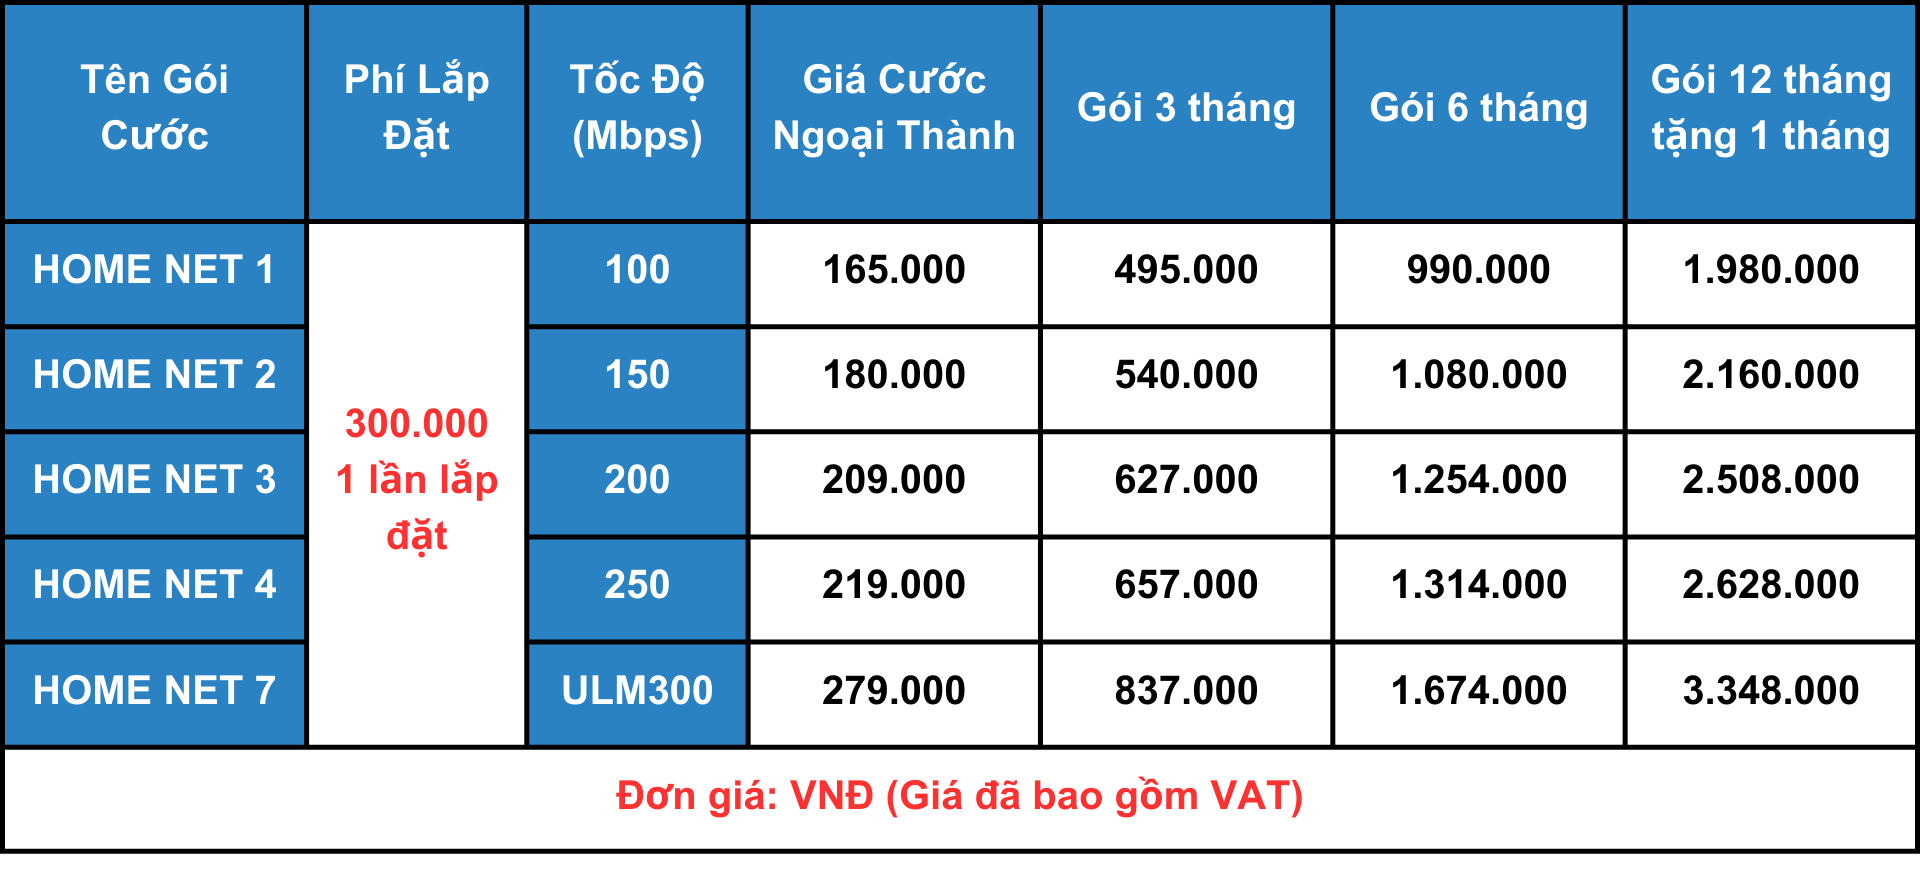 Tên Gói
Cước
Phí Lắp
Đặt
Tốc Độ
(Mbps)
Giá Cước
Ngoại Thành
Gói 3 tháng
Gói 6 tháng
Gói 12 tháng
tặng 1 tháng
HOME NET 1
100
165.000
495.000
990.000
1.980.000
HOME NET 2
150
180.000
540.000
1.080.000
2.160.000
300.000
1 lần lắp
đặt
HOME NET 3
200
209.000
627.000
1.254.000
2.508.000
HOME NET 4
250
219.000
657.000
1.314.000
2.628.000
HOME NET 7
ULM300
279.000
837.000
1.674.000
3.348.000
Đơn giá: VNĐ (Giá đã bao gồm VAT)